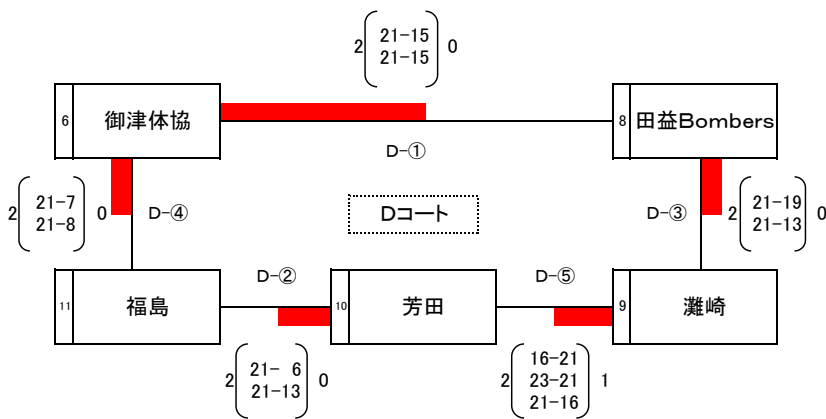 2 21-15 0
21-15
6 御津体協
8 田益Bombers
D-①
2 21-7 0
21-8
D-④
Dコート
D-③
2 21-19 0
21-13
11 福島
D-②
10 芳田
D-⑤
9 灘崎
2 21- 6 0
21-13
16-21
2 23-21 1
21-16